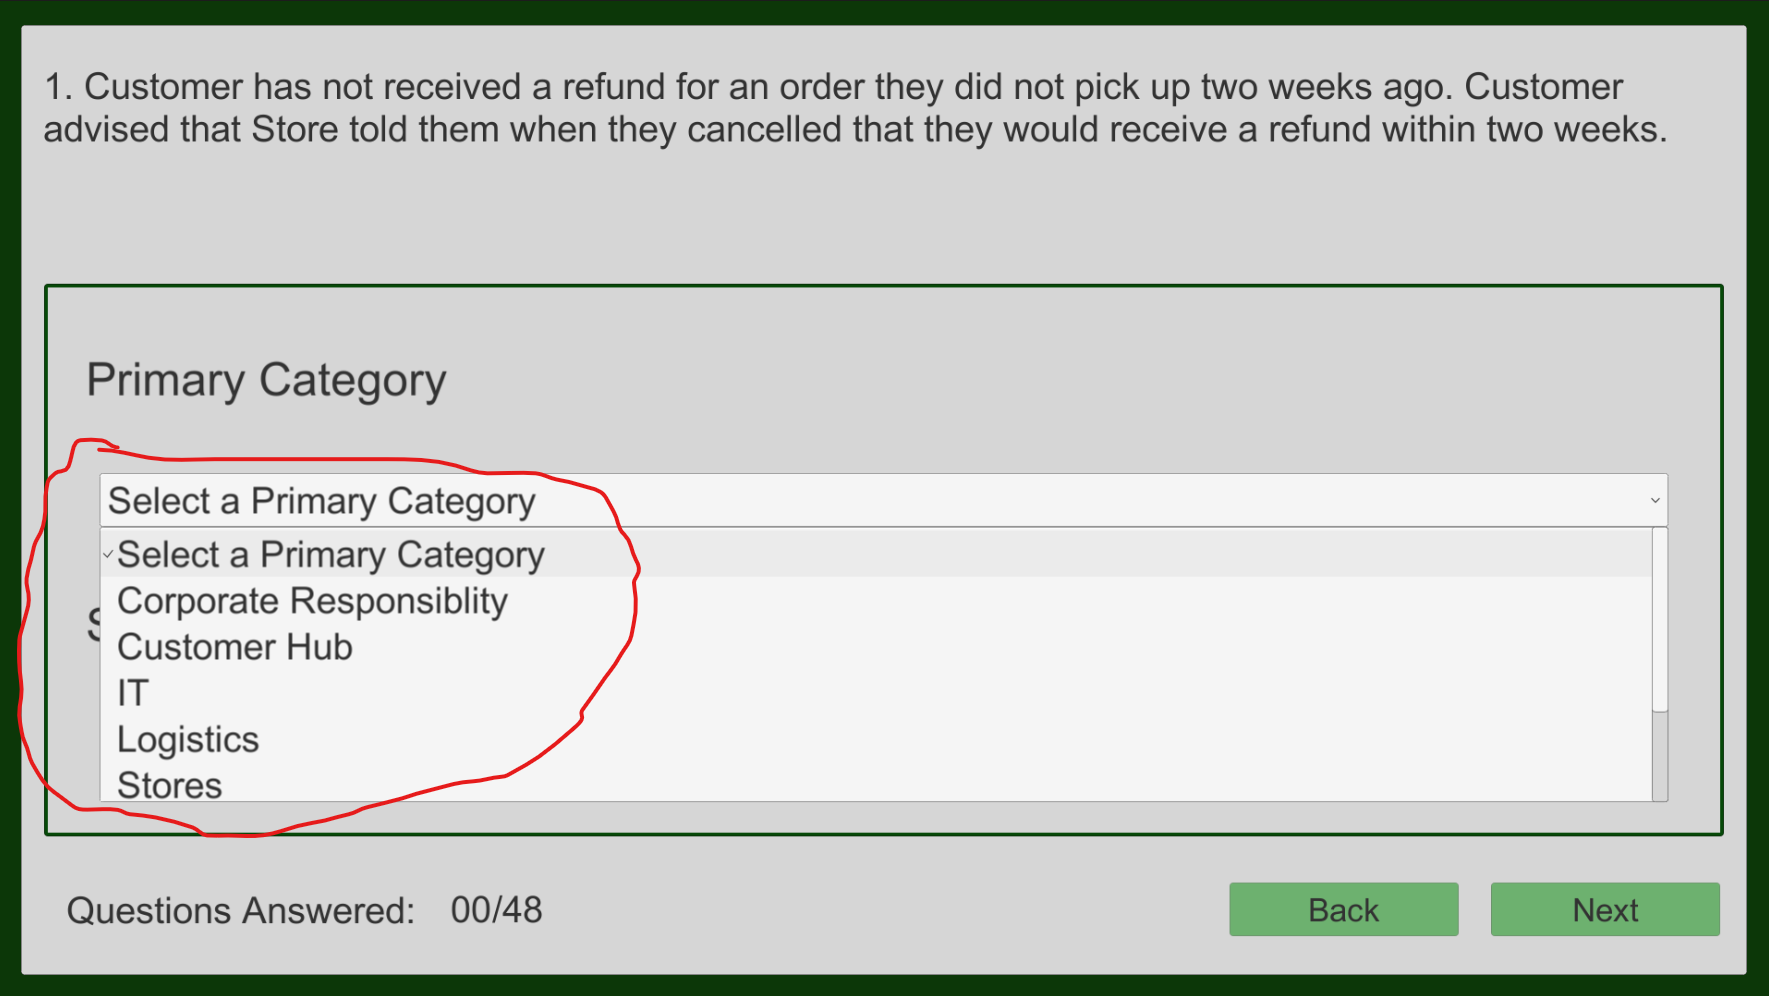 1. Customer has not received a refund for an order they did not pick up two weeks ago. Customer
advised that Store told them when they cancelled that they would receive a refund within two weeks.
Primary Category
Select a Primary Category
Select a Primary Category
Corporate Responsiblity
Customer Hub
IT
Logistics
Stores
Questions Answered: 00/48
Back
Next